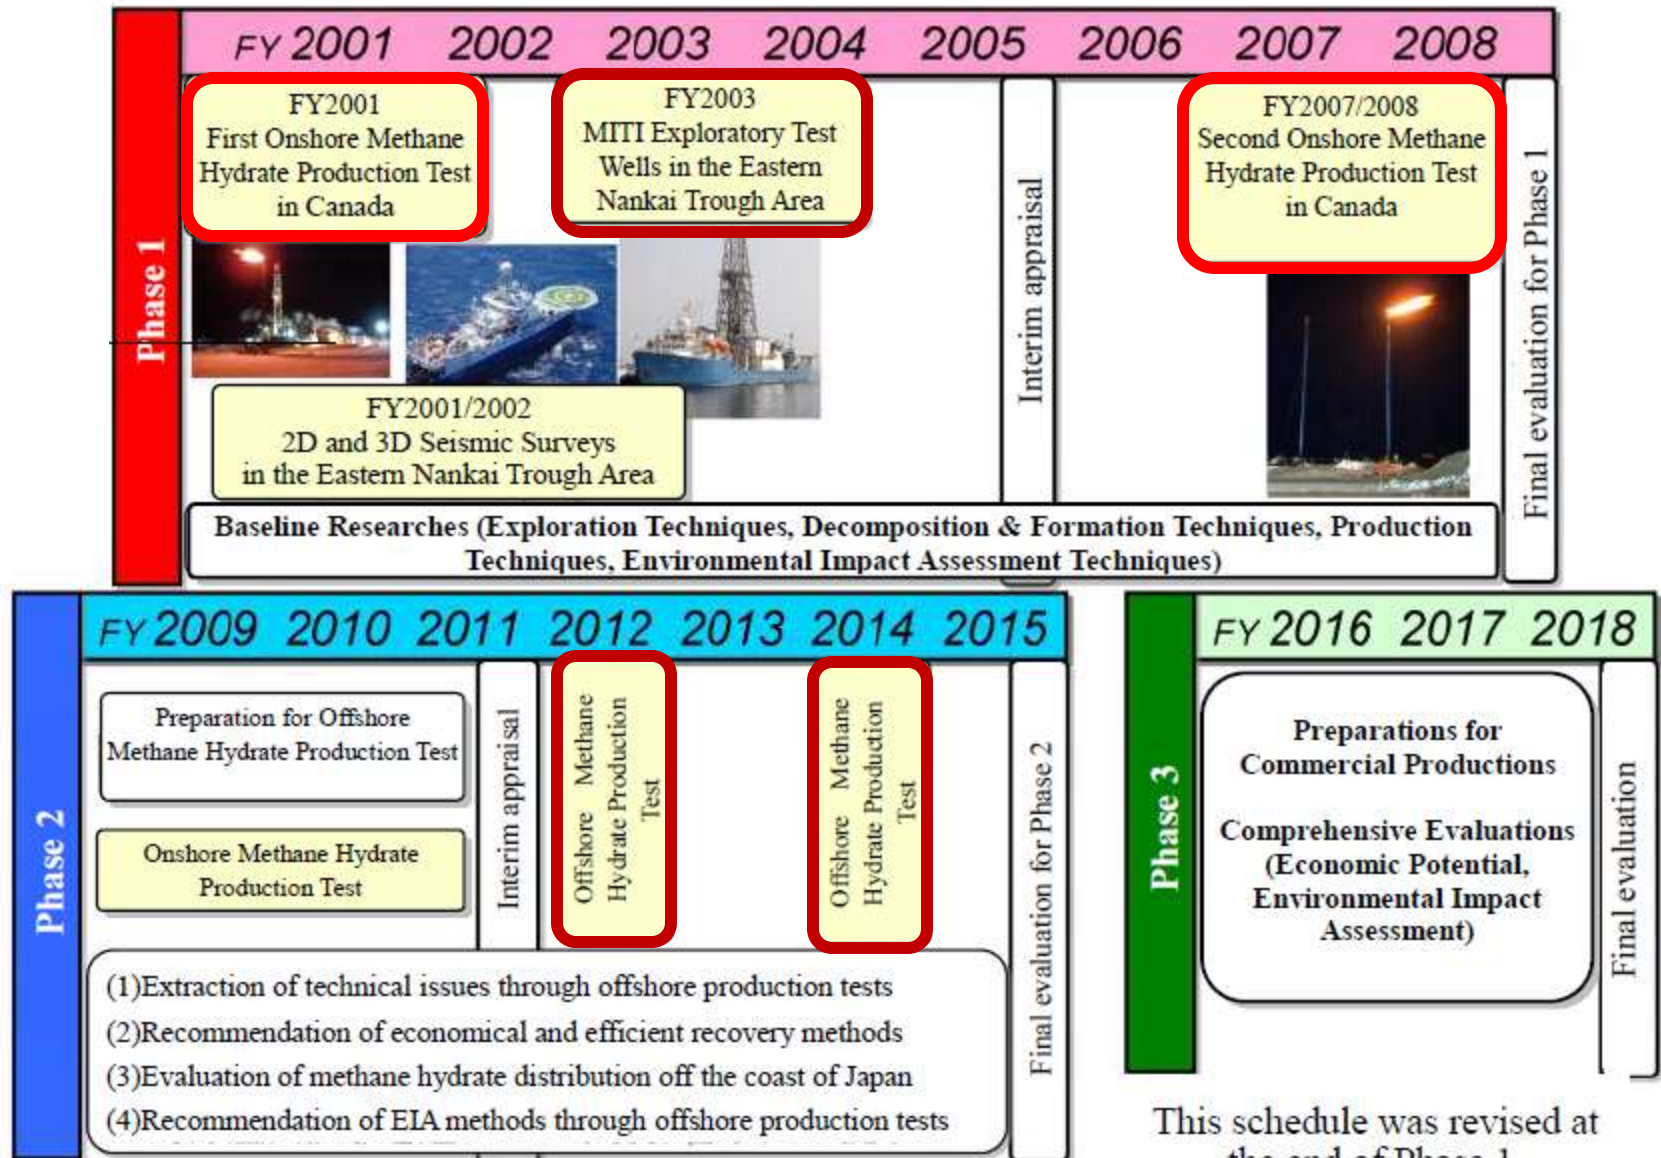 Phase 1
FY 2001 2002 2003 2004 2005 2006 2007 2008
FY2001
First Onshore Methane
Hydrate Production Test
in Canada
FY2003
MITI Exploratory Test
Wells in the Eastern
Nankai Trough Area
FY2007/2008
Second Onshore Methane
Hydrate Production Test
in Canada
FY2001/2002
2D and 3D Seismic Surveys
in the Eastern Nankai Trough Area
Interim appraisal
Final evaluation for Phase 1
Baseline Researches (Exploration Techniques, Decomposition & Formation Techniques, Production
Techniques, Environmental Impact Assessment Techniques)
Phase 2
FY 2009 2010 2011 2012 2013 2014 2015
Preparation for Offshore
Methane Hydrate Production Test
Onshore Methane Hydrate
Production Test
Interim appraisal
Offshore Methane
Hydrate Production
Test
Offshore Methane
Hydrate Production
Test
Final evaluation for Phase 2
(1)Extraction of technical issues through offshore production tests
(2)Recommendation of economical and efficient recovery methods
(3)Evaluation of methane hydrate distribution off the coast of Japan
(4)Recommendation of EIA methods through offshore production tests
Phase 3
FY 2016 2017 2018
Preparations for
Commercial Productions
Comprehensive Evaluations
(Economic Potential,
Environmental Impact
Assessment)
Final evaluation
This schedule was revised at
the end of Phase 1